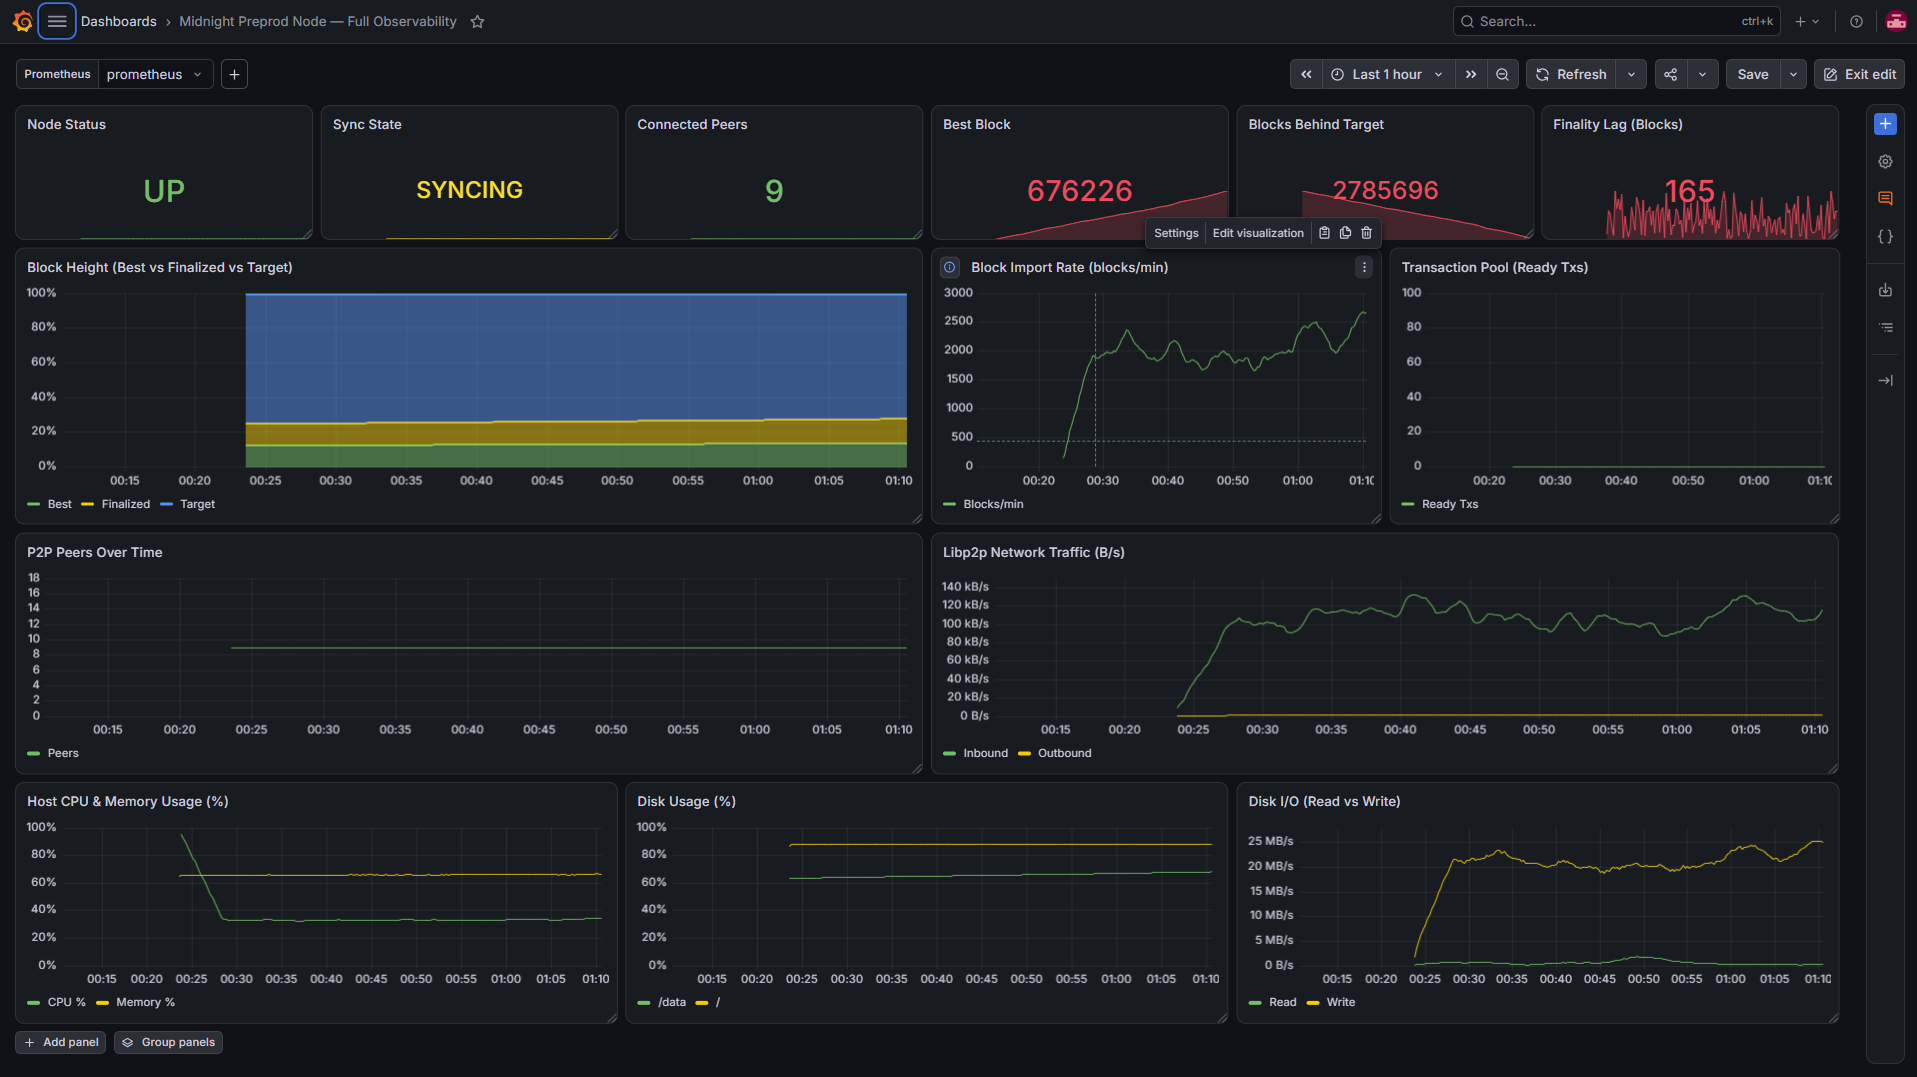 Dashboards › Midnight Preprod Node — Full Observability
Search... ctrl+k
Prometheus prometheus
Last 1 hour Refresh Save Exit edit
Node Status
UP
Sync State
SYNCING
Connected Peers
9
Best Block
676226
Blocks Behind Target
2785696
Finality Lag (Blocks)
165
Settings Edit visualization
Block Height (Best vs Finalized vs Target)
100%
80%
60%
40%
20%
0%
00:15 00:20 00:25 00:30 00:35 00:40 00:45 00:50 00:55 01:00 01:05 01:10
Best Finalized Target
Block Import Rate (blocks/min)
3000
2500
2000
1500
1000
500
0
00:20 00:30 00:40 00:50 01:00 01:10
Blocks/min
Transaction Pool (Ready Txs)
100
80
60
40
20
0
00:20 00:30 00:40 00:50 01:00 01:10
Ready Txs
P2P Peers Over Time
18
16
14
12
10
8
6
4
2
0
00:15 00:20 00:25 00:30 00:35 00:40 00:45 00:50 00:55 01:00 01:05 01:10
Peers
Libp2p Network Traffic (B/s)
140 kB/s
120 kB/s
100 kB/s
80 kB/s
60 kB/s
40 kB/s
20 kB/s
0 B/s
00:15 00:20 00:25 00:30 00:35 00:40 00:45 00:50 00:55 01:00 01:05 01:10
Inbound Outbound
Host CPU & Memory Usage (%)
100%
80%
60%
40%
20%
0%
00:15 00:20 00:25 00:30 00:35 00:40 00:45 00:50 00:55 01:00 01:05 01:10
CPU % Memory %
Disk Usage (%)
100%
80%
60%
40%
20%
0%
00:15 00:20 00:25 00:30 00:35 00:40 00:45 00:50 00:55 01:00 01:05 01:10
/data /
Disk I/O (Read vs Write)
25 MB/s
20 MB/s
15 MB/s
10 MB/s
5 MB/s
0 B/s
00:15 00:20 00:25 00:30 00:35 00:40 00:45 00:50 00:55 01:00 01:05 01:10
Read Write
Add panel Group panels